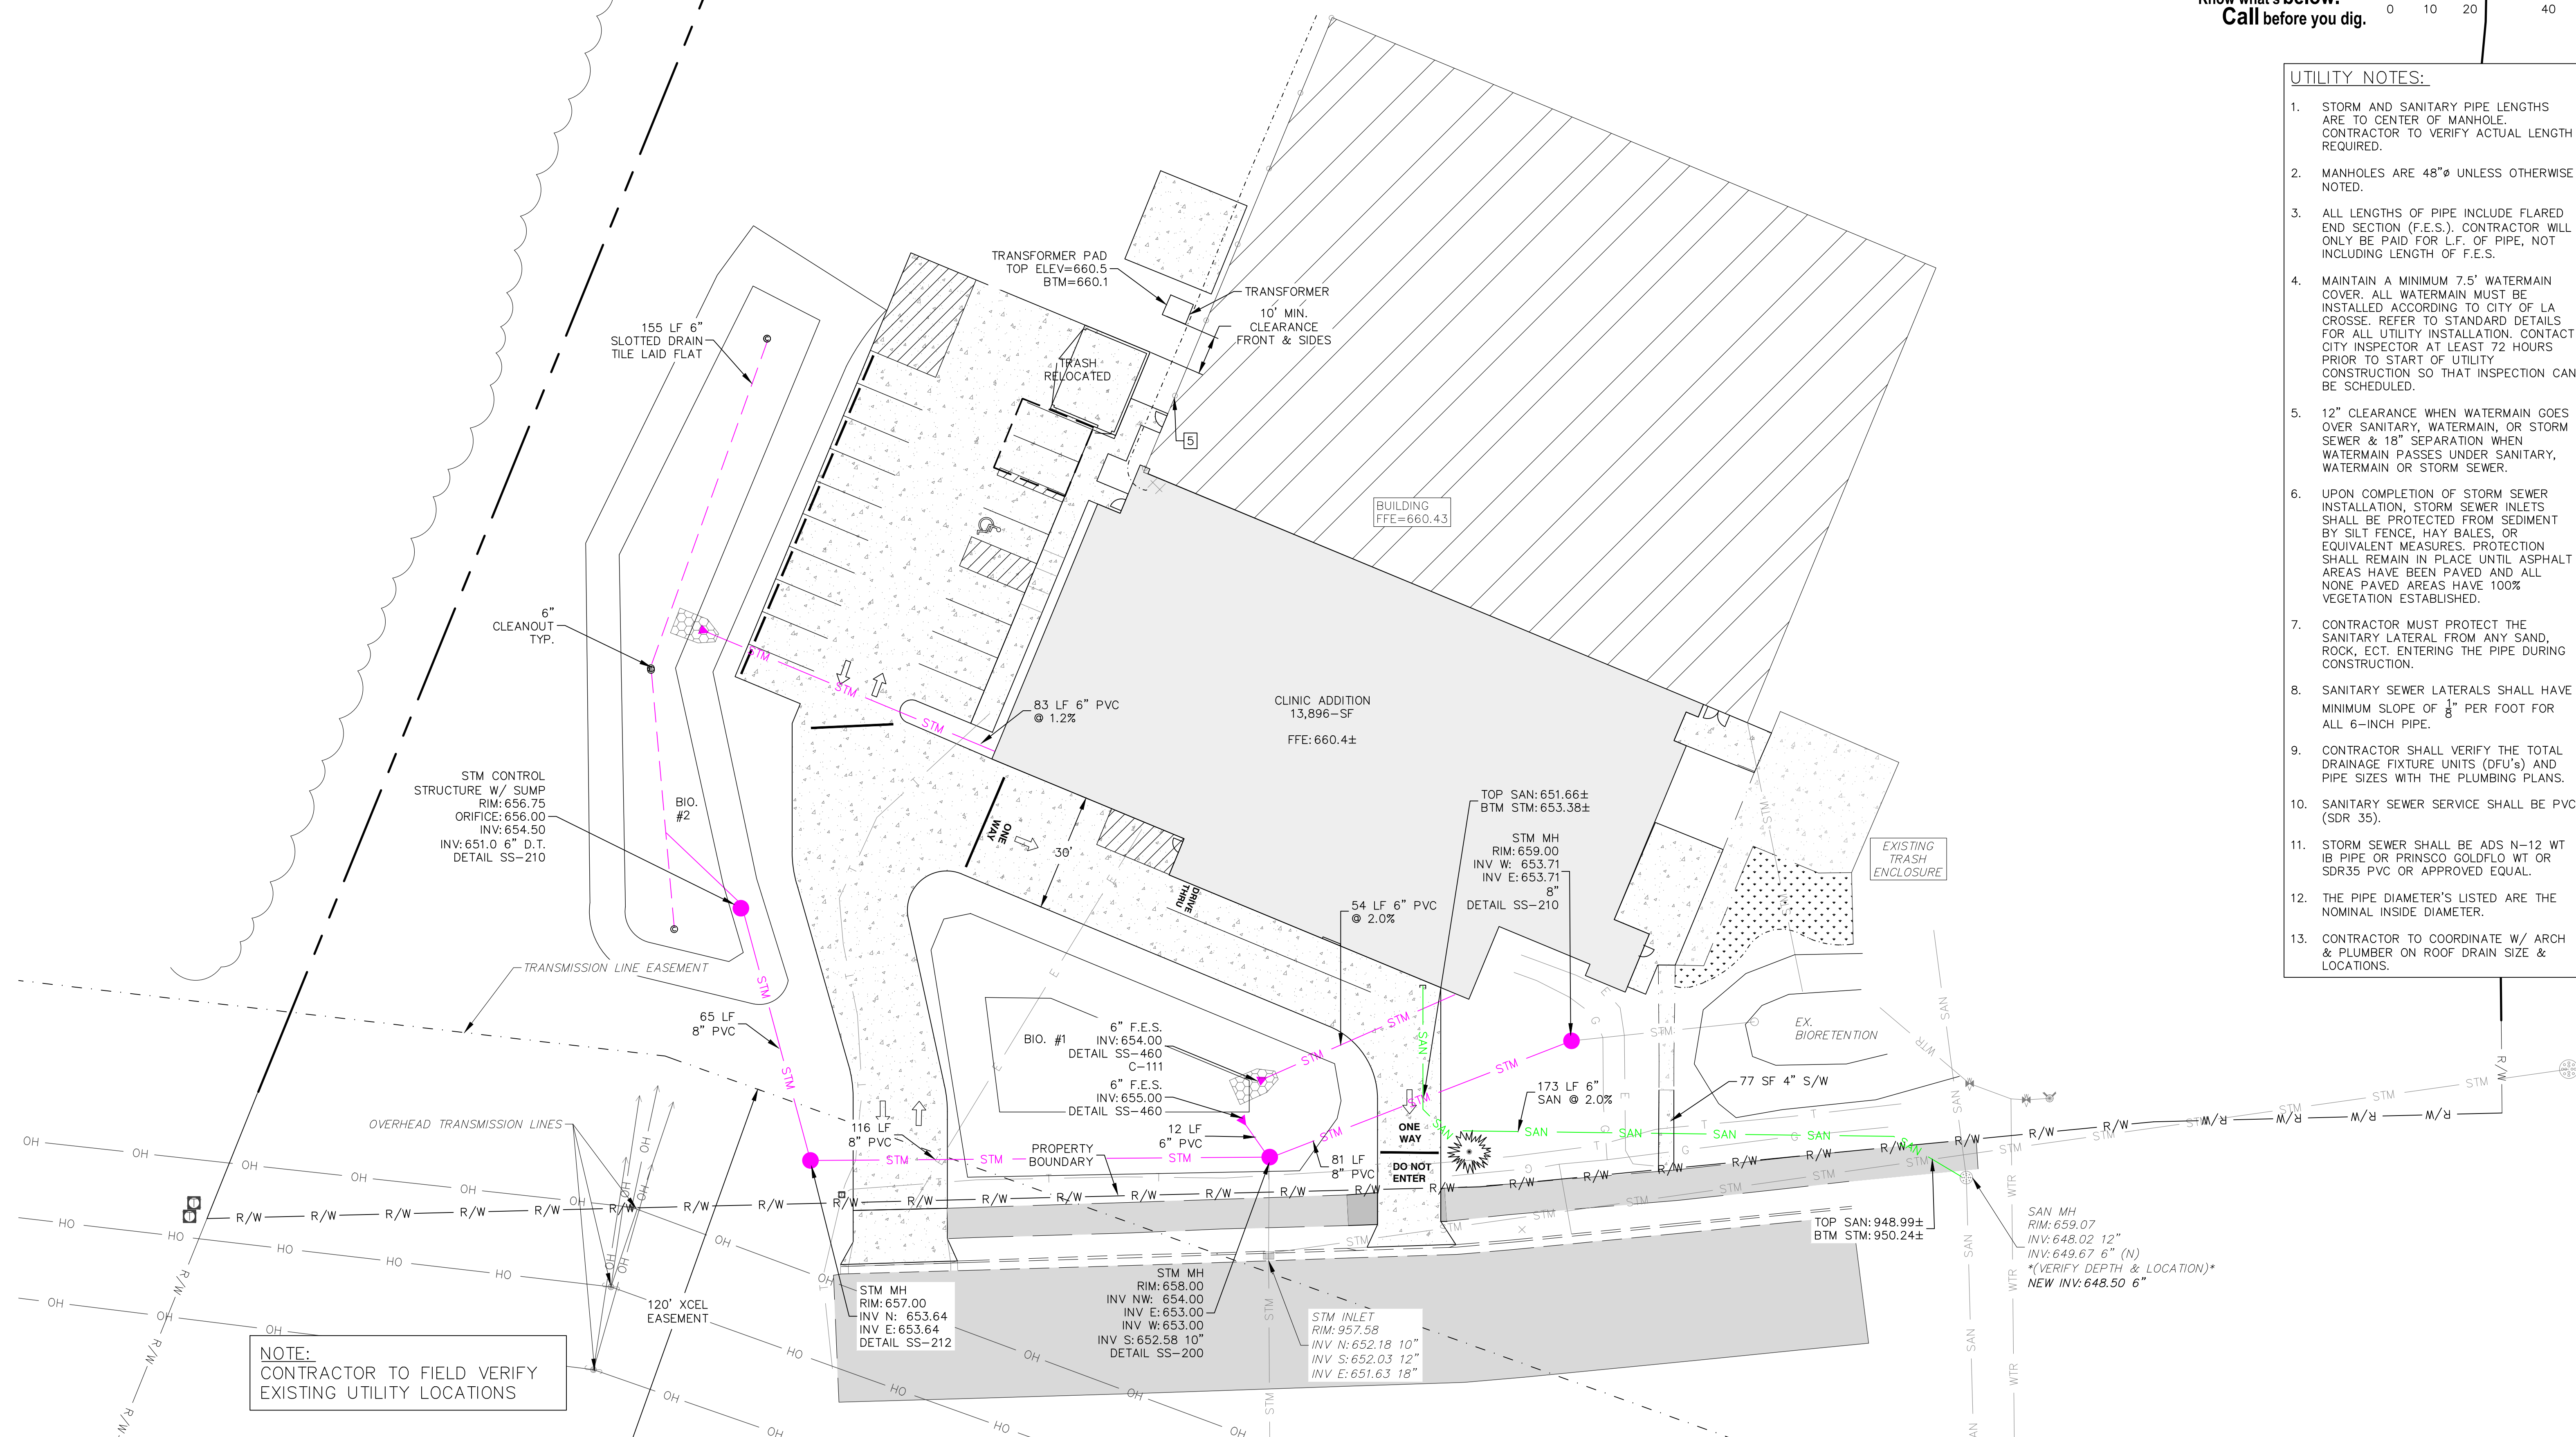 Know what's below.
Call before you dig.
0 10 20 40
UTILITY NOTES:
1. STORM AND SANITARY PIPE LENGTHS
ARE TO CENTER OF MANHOLE.
CONTRACTOR TO VERIFY ACTUAL LENGTH
REQUIRED.
2. MANHOLES ARE 48"ø UNLESS OTHERWISE
NOTED.
3. ALL LENGTHS OF PIPE INCLUDE FLARED
END SECTION (F.E.S.). CONTRACTOR WILL
ONLY BE PAID FOR L.F. OF PIPE, NOT
INCLUDING LENGTH OF F.E.S.
4. MAINTAIN A MINIMUM 7.5' WATERMAIN
COVER. ALL WATERMAIN MUST BE
INSTALLED ACCORDING TO CITY OF LA
CROSSE. REFER TO STANDARD DETAILS
FOR ALL UTILITY INSTALLATION. CONTACT
CITY INSPECTOR AT LEAST 72 HOURS
PRIOR TO START OF UTILITY
CONSTRUCTION SO THAT INSPECTION CAN
BE SCHEDULED.
5. 12" CLEARANCE WHEN WATERMAIN GOES
OVER SANITARY, WATERMAIN, OR STORM
SEWER & 18" SEPARATION WHEN
WATERMAIN PASSES UNDER SANITARY,
WATERMAIN OR STORM SEWER.
6. UPON COMPLETION OF STORM SEWER
INSTALLATION, STORM SEWER INLETS
SHALL BE PROTECTED FROM SEDIMENT
BY SILT FENCE, HAY BALES, OR
EQUIVALENT MEASURES. PROTECTION
SHALL REMAIN IN PLACE UNTIL ASPHALT
AREAS HAVE BEEN PAVED AND ALL
NONE PAVED AREAS HAVE 100%
VEGETATION ESTABLISHED.
7. CONTRACTOR MUST PROTECT THE
SANITARY LATERAL FROM ANY SAND,
ROCK, ECT. ENTERING THE PIPE DURING
CONSTRUCTION.
8. SANITARY SEWER LATERALS SHALL HAVE
MINIMUM SLOPE OF 1/8" PER FOOT FOR
ALL 6-INCH PIPE.
9. CONTRACTOR SHALL VERIFY THE TOTAL
DRAINAGE FIXTURE UNITS (DFU's) AND
PIPE SIZES WITH THE PLUMBING PLANS.
10. SANITARY SEWER SERVICE SHALL BE PVC
(SDR 35).
11. STORM SEWER SHALL BE ADS N-12 WT
IB PIPE OR PRINSCO GOLDFLO WT OR
SDR35 PVC OR APPROVED EQUAL.
12. THE PIPE DIAMETER'S LISTED ARE THE
NOMINAL INSIDE DIAMETER.
13. CONTRACTOR TO COORDINATE W/ ARCH
& PLUMBER ON ROOF DRAIN SIZE &
LOCATIONS.
TRANSFORMER PAD
TOP ELEV=660.5
BTM=660.1
TRANSFORMER
10' MIN.
CLEARANCE
FRONT & SIDES
155 LF 6"
SLOTTED DRAIN
TILE LAID FLAT
TRASH
RELOCATED
5
BUILDING
FFE=660.43
6"
CLEANOUT
TYP.
STM
STM
STM
83 LF 6" PVC
@ 1.2%
CLINIC ADDITION
13,896-SF
FFE: 660.4±
STM CONTROL
STRUCTURE W/ SUMP
RIM: 656.75
ORIFICE: 656.00
INV: 654.50
INV: 651.0 6" D.T.
DETAIL SS-210
BIO.
#2
ONE
WAY
30'
DRIVE
THRU
TOP SAN: 651.66±
BTM STM: 653.38±
STM MH
RIM: 659.00
INV W: 653.71
INV E: 653.71
8"
DETAIL SS-210
54 LF 6" PVC
@ 2.0%
EXISTING
TRASH
ENCLOSURE
TRANSMISSION LINE EASEMENT
65 LF
8" PVC
BIO. #1
6" F.E.S.
INV: 654.00
DETAIL SS-460
C-111
6" F.E.S.
INV: 655.00
DETAIL SS-460
EX.
BIORETENTION
77 SF 4" S/W
173 LF 6"
SAN @ 2.0%
OVERHEAD TRANSMISSION LINES
116 LF
8" PVC
12 LF
6" PVC
PROPERTY
BOUNDARY
81 LF
8" PVC
ONE
WAY
DO NOT
ENTER
TOP SAN: 948.99±
BTM STM: 950.24±
SAN MH
RIM: 659.07
INV: 648.02 12"
INV: 649.67 6" (N)
*(VERIFY DEPTH & LOCATION)*
NEW INV: 648.50 6"
120' XCEL
EASEMENT
STM MH
RIM: 657.00
INV N: 653.64
INV E: 653.64
DETAIL SS-212
STM MH
RIM: 658.00
INV NW: 654.00
INV E: 653.00
INV W: 653.00
INV S: 652.58 10"
DETAIL SS-200
STM INLET
RIM: 957.58
INV N: 652.18 10"
INV S: 652.03 12"
INV E: 651.63 18"
NOTE:
CONTRACTOR TO FIELD VERIFY
EXISTING UTILITY LOCATIONS